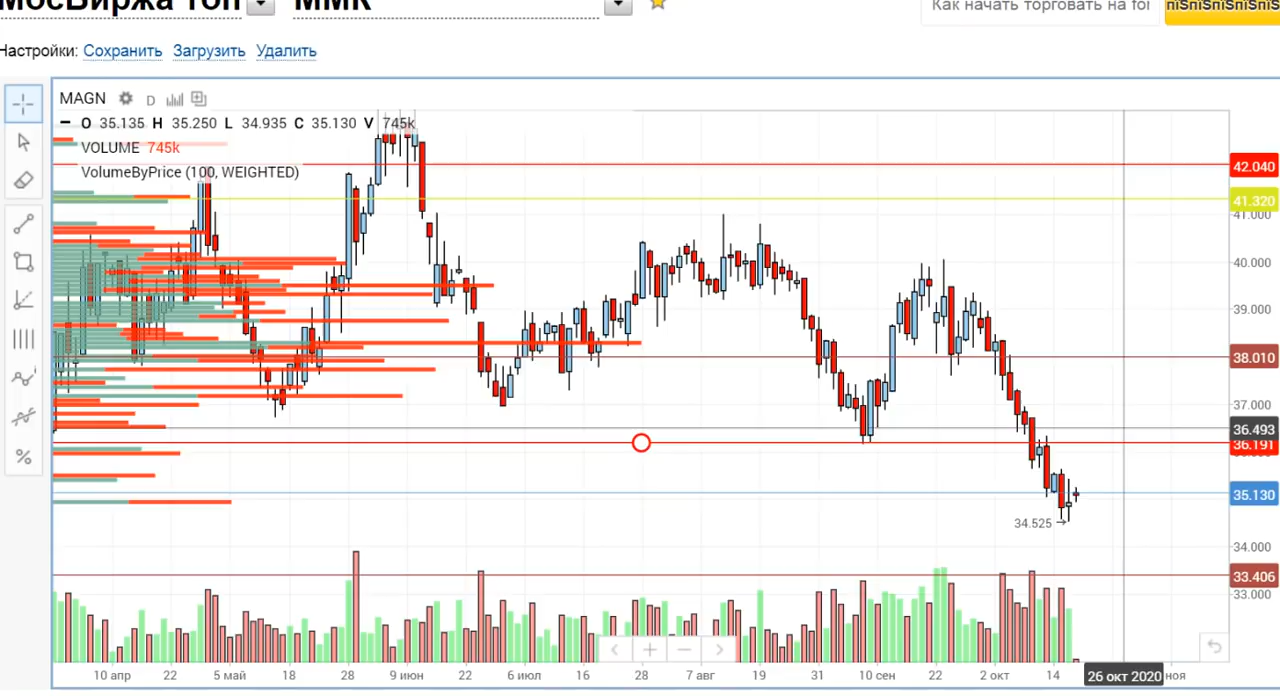 МосБиржа топ ММК
Как начать торговать на
Настройки: Сохранить Загрузить Удалить
MAGN D
O 35.135 H 35.250 L 34.935 C 35.130 V 745k
VOLUME 745k
VolumeByPrice (100, WEIGHTED)
42.040
41.320
41.000
40.000
39.000
38.010
37.000
36.493
36.191
35.130
34.525
34.000
33.406
33.000
10 апр 22 5 май 18 28 9 июн 22 6 июл 16 28 7 авг 19 31 10 сен 22 2 окт 14 26 окт 2020 ноя